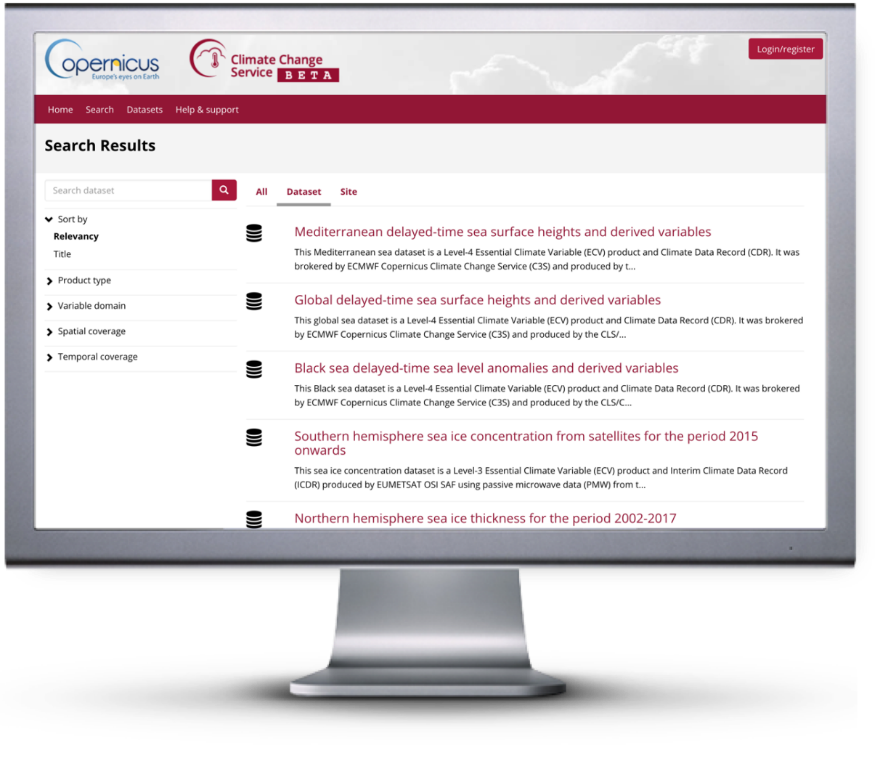 opernicus
Europe's eyes on Earth
Climate Change
Service BETA
Login/register
Home Search Datasets Help & support
Search Results
Search dataset
Sort by
Relevancy
Title
Product type
Variable domain
Spatial coverage
Temporal coverage
All Dataset Site
Mediterranean delayed-time sea surface heights and derived variables
This Mediterranean sea dataset is a Level-4 Essential Climate Variable (ECV) product and Climate Data Record (CDR). It was
brokered by ECMWF Copernicus Climate Change Service (C3S) and produced by t...
Global delayed-time sea surface heights and derived variables
This global sea dataset is a Level-4 Essential Climate Variable (ECV) product and Climate Data Record (CDR). It was brokered
by ECMWF Copernicus Climate Change Service (C3S) and produced by the CLS/...
Black sea delayed-time sea level anomalies and derived variables
This Black sea dataset is a Level-4 Essential Climate Variable (ECV) product and Climate Data Record (CDR). It was brokered
by ECMWF Copernicus Climate Change Service (C3S) and produced by the CLS/C...
Southern hemisphere sea ice concentration from satellites for the period 2015
onwards
This sea ice concentration dataset is a Level-3 Essential Climate Variable (ECV) product and Interim Climate Data Record
(ICDR) produced by EUMETSAT OSI SAF using passive microwave data (PMW) from t...
Northern hemisphere sea ice thickness for the period 2002-2017